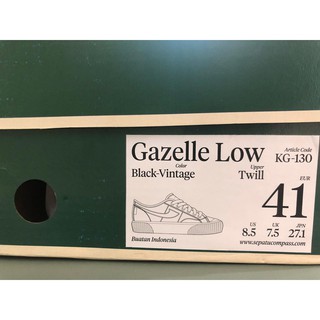 Gazelle Low
Article Code
KG-130
Color
Black-Vintage
Upper
Twill
EUR
41
US UK JPN
8.5 7.5 27.1
Buatan Indonesia
www.sepatucompass.com